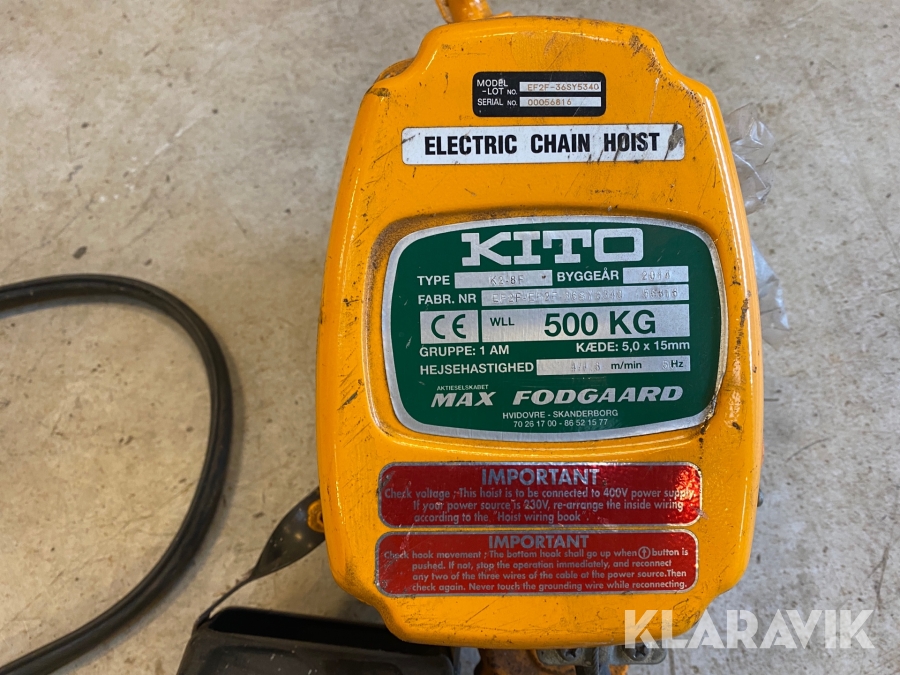 MODEL
-LOT NO. EF2F-36SY5340
SERIAL NO. 00056816
ELECTRIC CHAIN HOIST
KITO
TYPE BYGGEÅR
FABR. NR
CE WLL 500 KG
GRUPPE: 1 AM KÆDE: 5,0 x 15mm
HEJSEHASTIGHED m/min Hz
AKTIESELSKABET
MAX FODGAARD
HVIDOVRE - SKANDERBORG
70 26 17 00 - 86 52 15 77
IMPORTANT
Check voltage : This hoist is to be connected to 400V power supply.
If your power source is 230V, re-arrange the inside wiring
according to the "Hoist wiring book".
IMPORTANT
Check hook movement : The bottom hook shall go up when ↑ button is
pushed. If not, stop the operation immediately, and reconnect
any two of the three wires of the cable at the power source.Then
check again. Never touch the grounding wire while reconnecting.
KLARAVIK